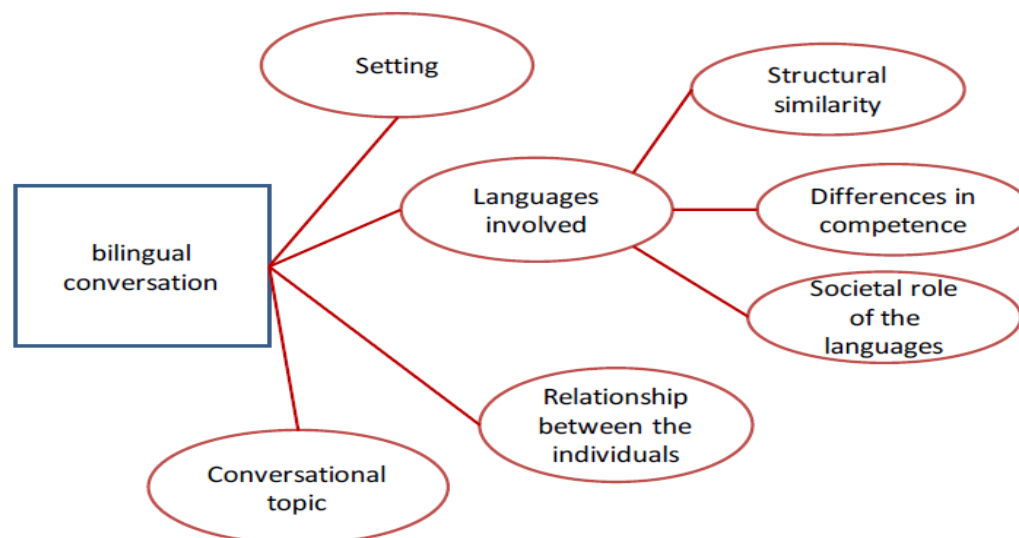 Setting
Structural
similarity
Languages
involved
Differences in
competence
bilingual
conversation
Societal role
of the
languages
Relationship
between the
individuals
Conversational
topic